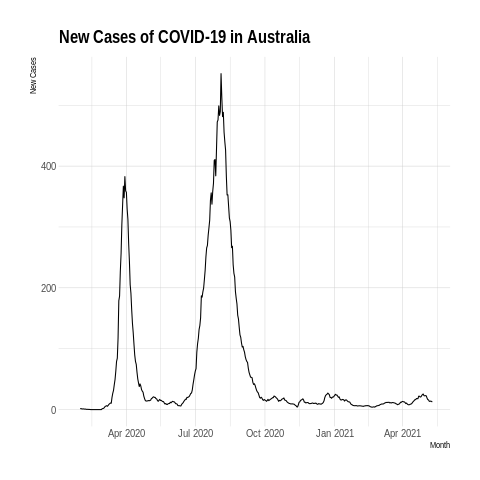 New Cases of COVID-19 in Australia
New Cases
400
200
0
Apr 2020 Jul 2020 Oct 2020 Jan 2021 Apr 2021
Month